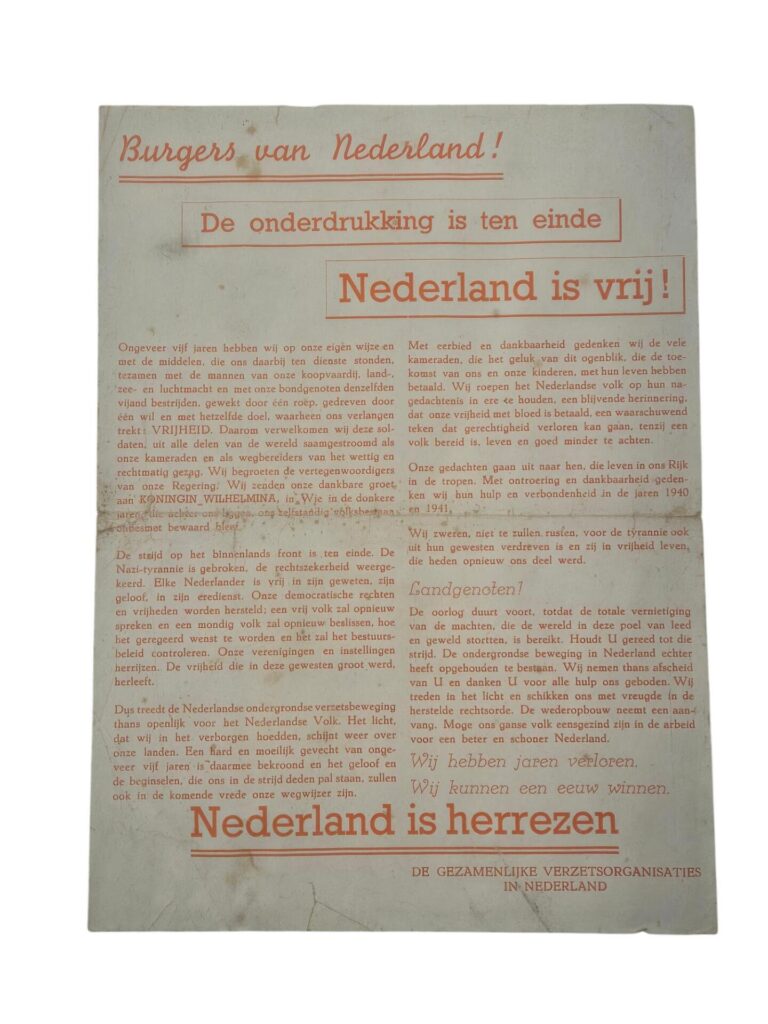 Burgers van Nederland!
De onderdrukking is ten einde
Nederland is vrij!
Ongeveer vijf jaren hebben wij op onze eigen wijze en
met de middelen, die ons daarbij ten dienste stonden,
tezamen met de mannen van onze koopvaardij, land-,
zee- en luchtmacht en met onze bondgenoten denzelfden
vijand bestrijden, gewekt door één roep, gedreven door
één wil en met hetzelfde doel, waarheen ons verlangen
trekt: VRIJHEID. Daarom verwelkomen wij deze sol-
daten, uit alle delen van de wereld saamgestroomd als
onze kameraden en als wegbereiders van het wettig en
rechtmatig gezag. Wij begroeten de vertegenwoordigers
van onze Regering. Wij zenden onze dankbare groet
aan KONINGIN WILHELMINA, in Wie in de donkere
jaren, die achter ons liggen, ons zelfstandig volksbestaan
onbesmet bewaard bleef.
De strijd op het binnenlands front is ten einde. De
Nazi-tyrannie is gebroken, de rechtszekerheid weerge-
keerd. Elke Nederlander is vrij in zijn geweten, zijn
geloof, in zijn eredienst. Onze democratische rechten
en vrijheden worden hersteld; een vrij volk zal opnieuw
spreken en een mondig volk zal opnieuw beslissen, hoe
het geregeerd wenst te worden en het zal het bestuurs-
beleid controleren. Onze verenigingen en instellingen
herrijzen. De vrijheid die in deze gewesten groot werd,
herleeft.
Dus treedt de Nederlandse ondergrondse verzetsbeweging
thans openlijk voor het Nederlandse Volk. Het licht,
dat wij in het verborgen hoedden, schijnt weer over
onze landen. Een hard en moeilijk gevecht van onge-
veer vijf jaren is daarmee bekroond en het geloof en
de beginselen, die ons in de strijd deden pal staan, zullen
ook in de komende vrede onze wegwijzer zijn.
Met eerbied en dankbaarheid gedenken wij de vele
kameraden, die het geluk van dit ogenblik, die de toe-
komst van ons en onze kinderen, met hun leven hebben
betaald. Wij roepen het Nederlandse volk op hun na-
gedachtenis in ere te houden, een blijvende herinnering,
dat onze vrijheid met bloed is betaald, een waarschuwend
teken dat gerechtigheid verloren kan gaan, tenzij een
volk bereid is, leven en goed minder te achten.
Onze gedachten gaan uit naar hen, die leven in ons Rijk
in de tropen. Met ontroering en dankbaarheid geden-
ken wij hun hulp en verbondenheid in de jaren 1940
en 1941.
Wij zweren, niet te zullen rusten, voor de tyrannie ook
uit hun gewesten verdreven is en zij in vrijheid leven,
die heden opnieuw ons deel werd.
Landgenoten!
De oorlog duurt voort, totdat de totale vernietiging
van de machten, die de wereld in deze poel van leed
en geweld stortten, is bereikt. Houdt U gereed tot die
strijd. De ondergrondse beweging in Nederland echter
heeft opgehouden te bestaan. Wij nemen thans afscheid
van U en danken U voor alle hulp ons geboden. Wij
treden in het licht en schikken ons met vreugde in de
herstelde rechtsorde. De wederopbouw neemt een aan-
vang. Moge ons ganse volk eensgezind zijn in de arbeid
voor een beter en schoner Nederland.
Wij hebben jaren verloren.
Wij kunnen een eeuw winnen.
Nederland is herrezen
DE GEZAMENLIJKE VERZETSORGANISATIES
IN NEDERLAND